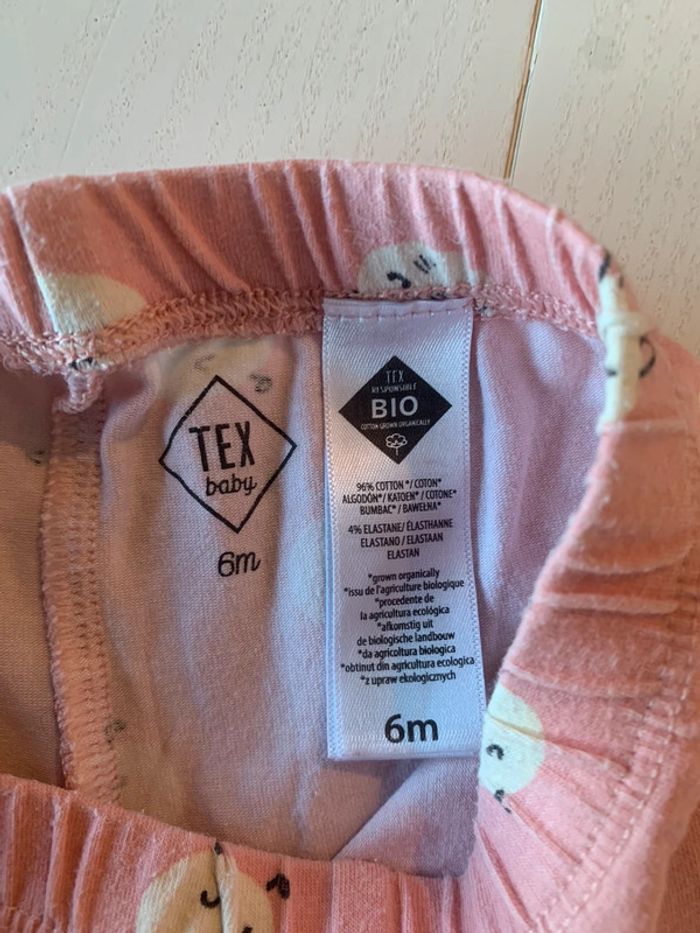 TEX
baby
6m
TEX
RESPONSIBLE
BIO
COTTON GROWN ORGANICALLY
96% COTTON*/COTON*
ALGODÓN*/KATOEN*/COTONE*
BUMBAC*/BAWEŁNA*
4% ELASTANE/ÉLASTHANNE
ELASTANO/ELASTAAN
ELASTAN
*grown organically
*issu de l'agriculture biologique
*procedente de
la agricultura ecológica
*afkomstig uit
de biologische landbouw
*da agricoltura biologica
*obtinut din agricultura ecologica
*z upraw ekologicznych
6m